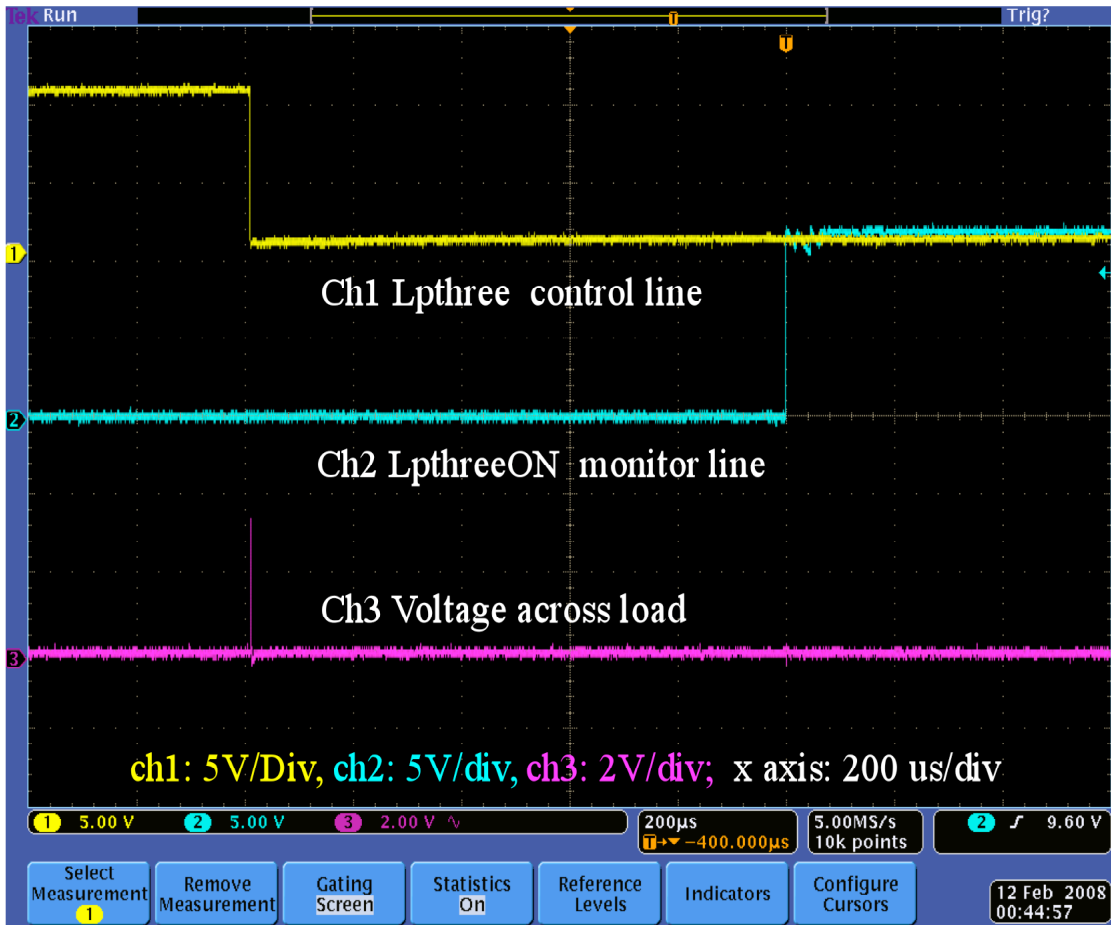 Tek Run Trig?
T
T
1
Ch1 Lpthree control line
2
Ch2 LpthreeON monitor line
Ch3 Voltage across load
3
ch1: 5V/Div, ch2: 5V/div, ch3: 2V/div; x axis: 200 us/div
1 5.00 V 2 5.00 V 3 2.00 V ∿ 200µs 5.00MS/s 2 ʃ 9.60 V
T→▼ −400.000µs 10k points
Select Measurement 1
Remove Measurement
Gating Screen
Statistics On
Reference Levels
Indicators
Configure Cursors
12 Feb 2008
00:44:57